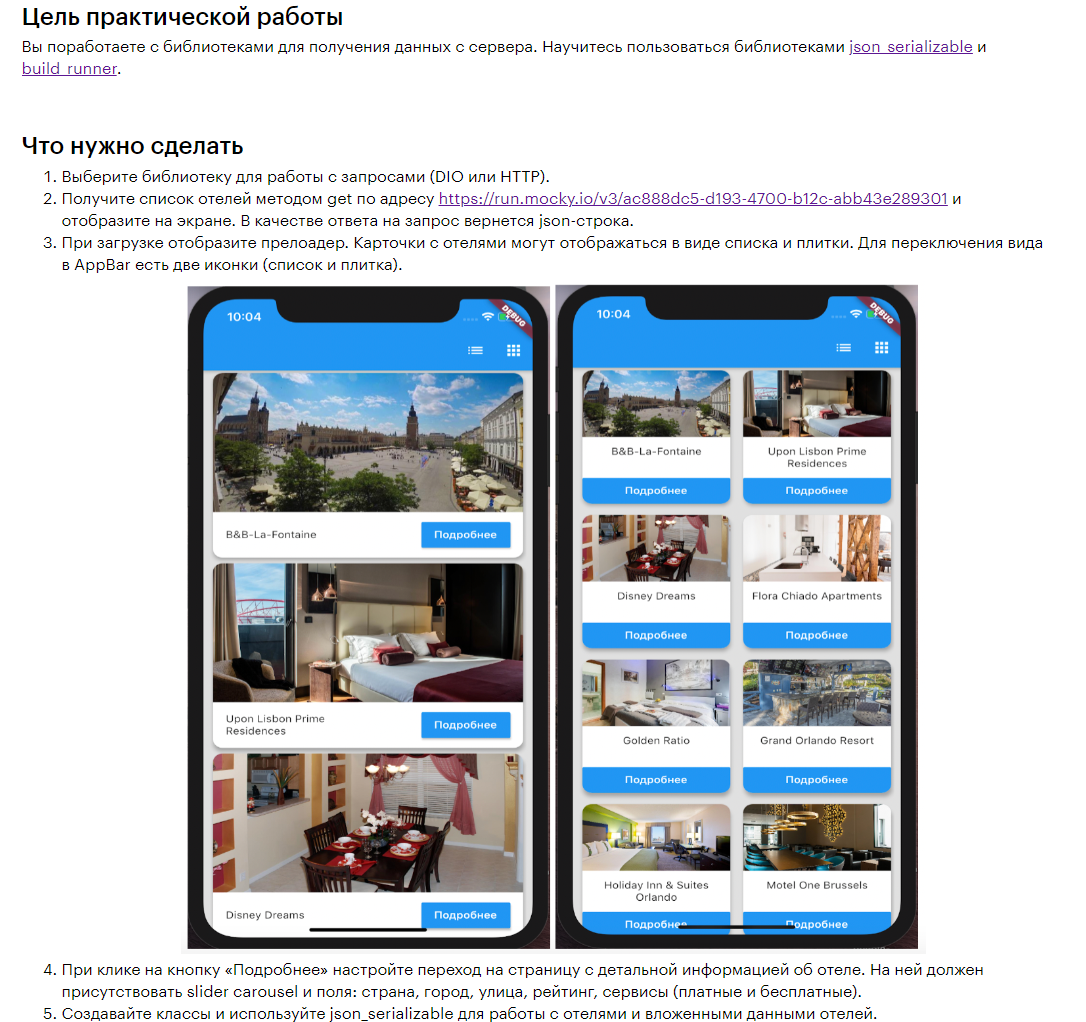 Цель практической работы
Вы поработаете с библиотеками для получения данных с сервера. Научитесь пользоваться библиотеками json_serializable и
build_runner.
Что нужно сделать
1. Выберите библиотеку для работы с запросами (DIO или HTTP).
2. Получите список отелей методом get по адресу https://run.mocky.io/v3/ac888dc5-d193-4700-b12c-abb43e289301 и
отобразите на экране. В качестве ответа на запрос вернется json-строка.
3. При загрузке отобразите прелоадер. Карточки с отелями могут отображаться в виде списка и плитки. Для переключения вида
в AppBar есть две иконки (список и плитка).
10:04
DEBUG
B&B-La-Fontaine
Подробнее
Upon Lisbon Prime
Residences
Подробнее
Disney Dreams
Подробнее
10:04
DEBUG
B&B-La-Fontaine
Upon Lisbon Prime
Residences
Подробнее
Подробнее
Disney Dreams
Flora Chiado Apartments
Подробнее
Подробнее
Golden Ratio
Grand Orlando Resort
Подробнее
Подробнее
Holiday Inn & Suites
Orlando
Motel One Brussels
Подробнее
Подробнее
4. При клике на кнопку «Подробнее» настройте переход на страницу с детальной информацией об отеле. На ней должен
присутствовать slider carousel и поля: страна, город, улица, рейтинг, сервисы (платные и бесплатные).
5. Создавайте классы и используйте json_serializable для работы с отелями и вложенными данными отелей.